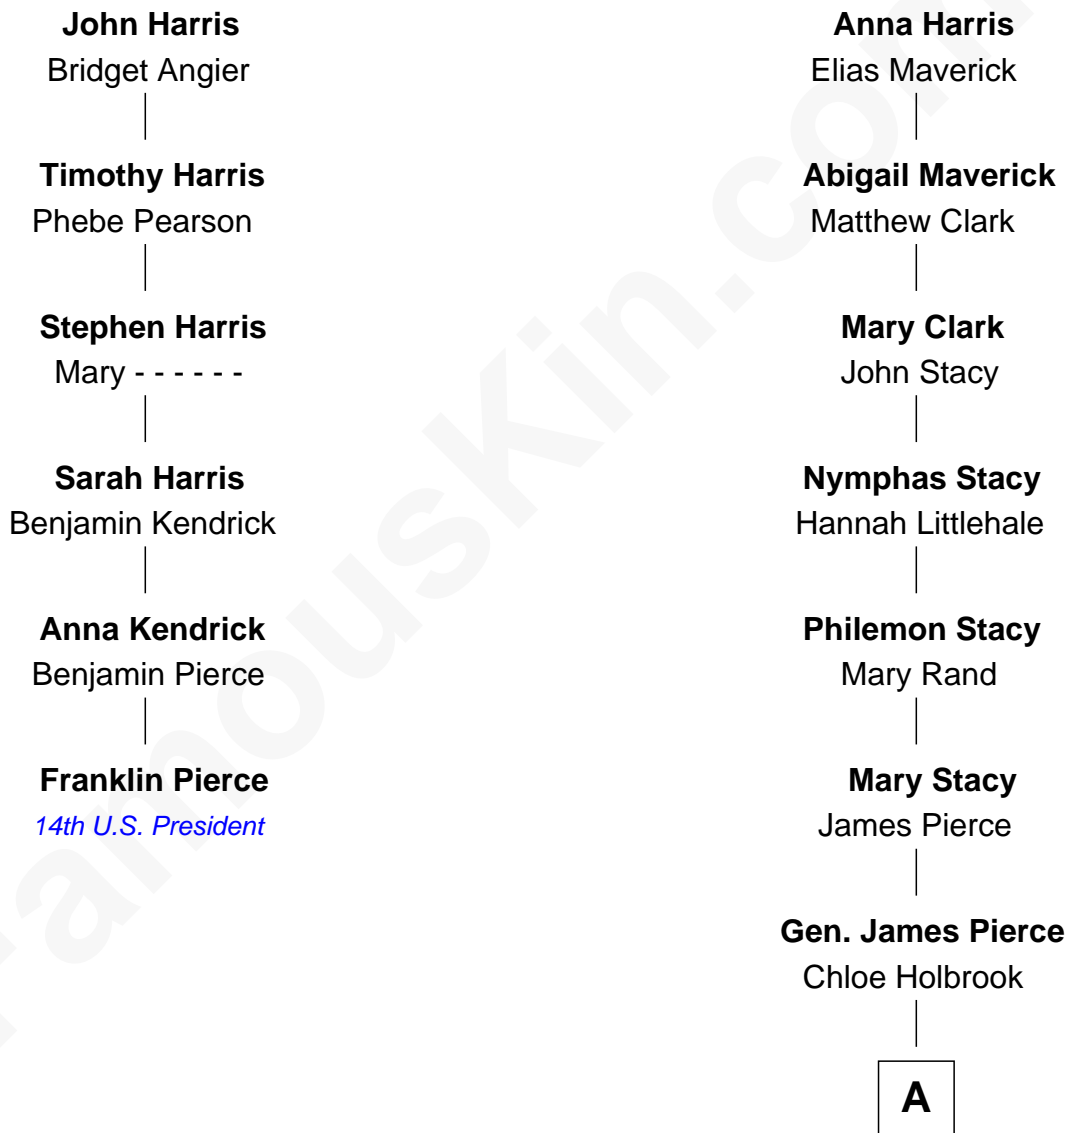 John Harris
Bridget Angier
Timothy Harris
Phebe Pearson
Stephen Harris
Mary - - - - - -
Sarah Harris
Benjamin Kendrick
Anna Kendrick
Benjamin Pierce
Franklin Pierce
14th U.S. President
Anna Harris
Elias Maverick
Abigail Maverick
Matthew Clark
Mary Clark
John Stacy
Nymphas Stacy
Hannah Littlehale
Philemon Stacy
Mary Rand
Mary Stacy
James Pierce
Gen. James Pierce
Chloe Holbrook
A
FamousKin.com